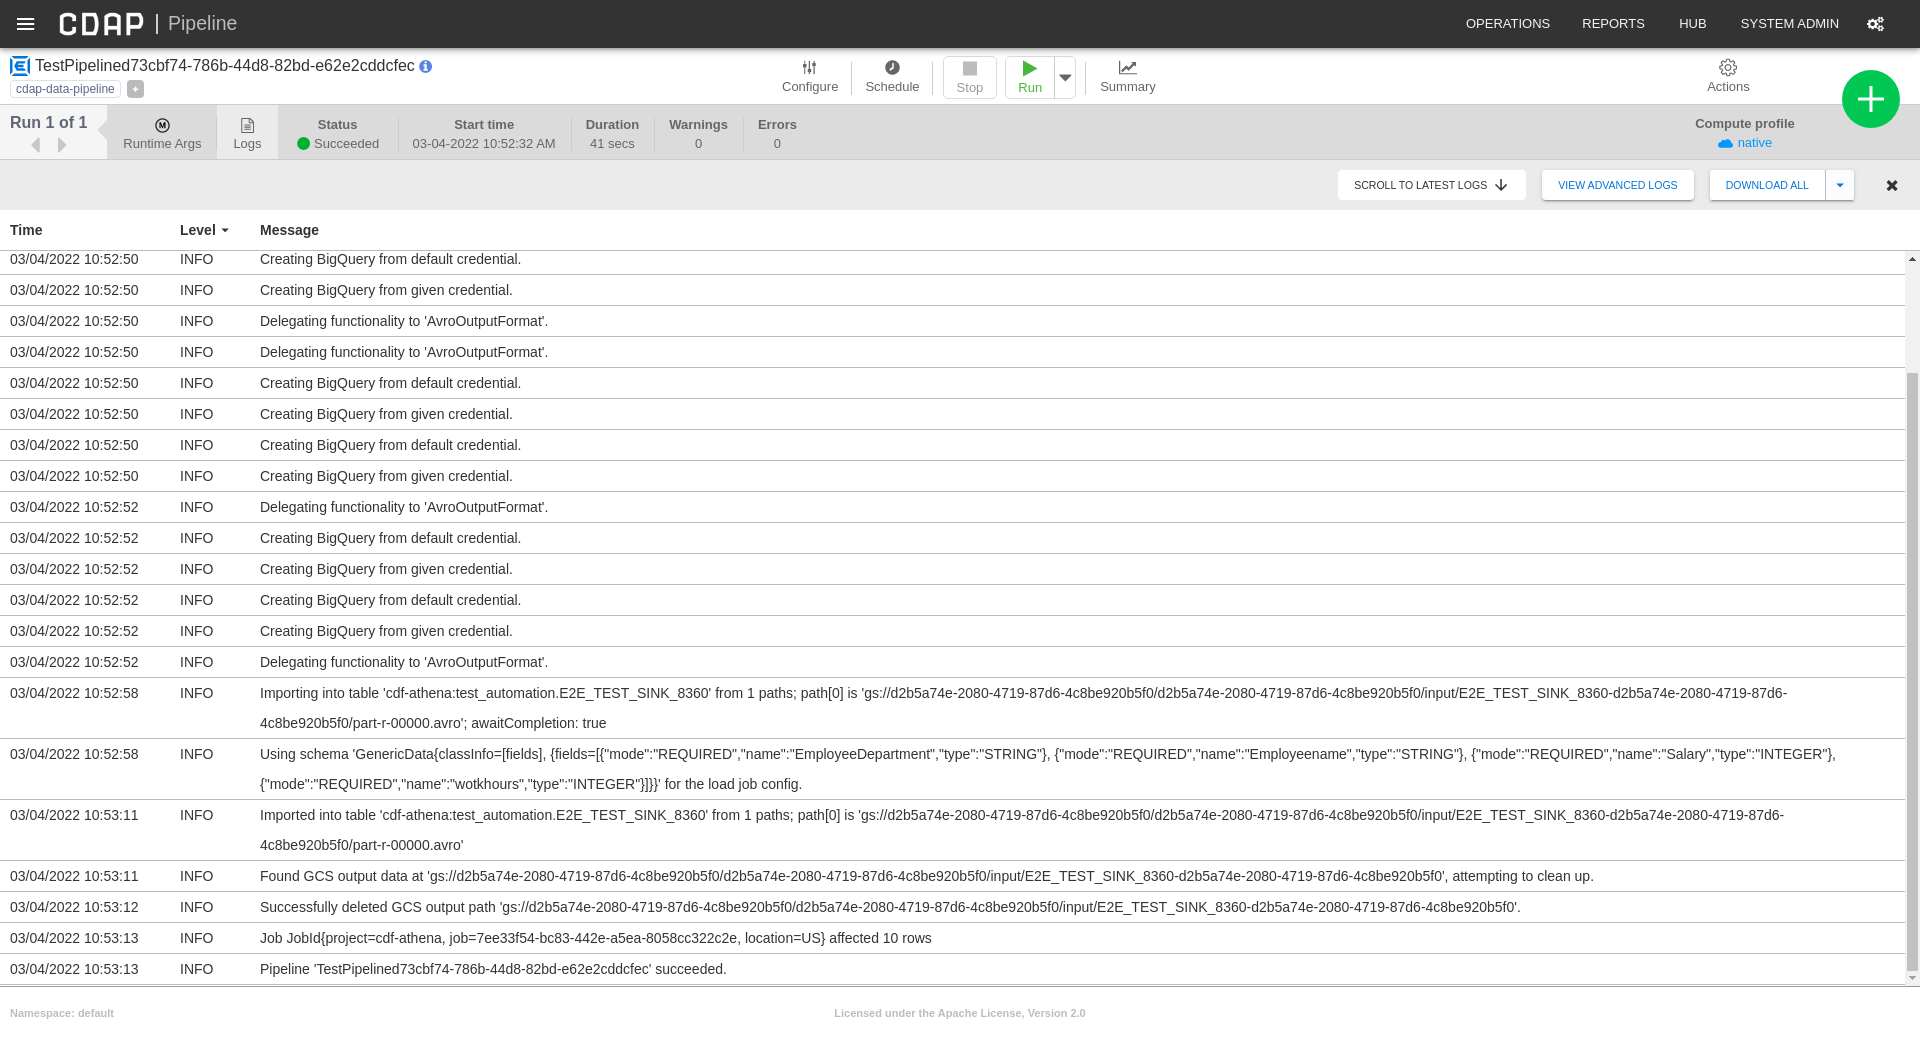 CDAP | Pipeline OPERATIONS REPORTS HUB SYSTEM ADMIN
TestPipelined73cbf74-786b-44d8-82bd-e62e2cddcfec
cdap-data-pipeline +
Configure Schedule Stop Run Summary Actions
Run 1 of 1
Runtime Args Logs
Status Start time Duration Warnings Errors Compute profile
Succeeded 03-04-2022 10:52:32 AM 41 secs 0 0 native
SCROLL TO LATEST LOGS VIEW ADVANCED LOGS DOWNLOAD ALL
Time Level Message
03/04/2022 10:52:50 INFO Creating BigQuery from default credential.
03/04/2022 10:52:50 INFO Creating BigQuery from given credential.
03/04/2022 10:52:50 INFO Delegating functionality to 'AvroOutputFormat'.
03/04/2022 10:52:50 INFO Delegating functionality to 'AvroOutputFormat'.
03/04/2022 10:52:50 INFO Creating BigQuery from default credential.
03/04/2022 10:52:50 INFO Creating BigQuery from given credential.
03/04/2022 10:52:50 INFO Creating BigQuery from default credential.
03/04/2022 10:52:50 INFO Creating BigQuery from given credential.
03/04/2022 10:52:52 INFO Delegating functionality to 'AvroOutputFormat'.
03/04/2022 10:52:52 INFO Creating BigQuery from default credential.
03/04/2022 10:52:52 INFO Creating BigQuery from given credential.
03/04/2022 10:52:52 INFO Creating BigQuery from default credential.
03/04/2022 10:52:52 INFO Creating BigQuery from given credential.
03/04/2022 10:52:52 INFO Delegating functionality to 'AvroOutputFormat'.
03/04/2022 10:52:58 INFO Importing into table 'cdf-athena:test_automation.E2E_TEST_SINK_8360' from 1 paths; path[0] is 'gs://d2b5a74e-2080-4719-87d6-4c8be920b5f0/d2b5a74e-2080-4719-87d6-4c8be920b5f0/input/E2E_TEST_SINK_8360-d2b5a74e-2080-4719-87d6-
4c8be920b5f0/part-r-00000.avro'; awaitCompletion: true
03/04/2022 10:52:58 INFO Using schema 'GenericData{classInfo=[fields], {fields=[{"mode":"REQUIRED","name":"EmployeeDepartment","type":"STRING"}, {"mode":"REQUIRED","name":"Employeename","type":"STRING"}, {"mode":"REQUIRED","name":"Salary","type":"INTEGER"},
{"mode":"REQUIRED","name":"wotkhours","type":"INTEGER"}]}}' for the load job config.
03/04/2022 10:53:11 INFO Imported into table 'cdf-athena:test_automation.E2E_TEST_SINK_8360' from 1 paths; path[0] is 'gs://d2b5a74e-2080-4719-87d6-4c8be920b5f0/d2b5a74e-2080-4719-87d6-4c8be920b5f0/input/E2E_TEST_SINK_8360-d2b5a74e-2080-4719-87d6-
4c8be920b5f0/part-r-00000.avro'
03/04/2022 10:53:11 INFO Found GCS output data at 'gs://d2b5a74e-2080-4719-87d6-4c8be920b5f0/d2b5a74e-2080-4719-87d6-4c8be920b5f0/input/E2E_TEST_SINK_8360-d2b5a74e-2080-4719-87d6-4c8be920b5f0', attempting to clean up.
03/04/2022 10:53:12 INFO Successfully deleted GCS output path 'gs://d2b5a74e-2080-4719-87d6-4c8be920b5f0/d2b5a74e-2080-4719-87d6-4c8be920b5f0/input/E2E_TEST_SINK_8360-d2b5a74e-2080-4719-87d6-4c8be920b5f0'.
03/04/2022 10:53:13 INFO Job JobId{project=cdf-athena, job=7ee33f54-bc83-442e-a5ea-8058cc322c2e, location=US} affected 10 rows
03/04/2022 10:53:13 INFO Pipeline 'TestPipelined73cbf74-786b-44d8-82bd-e62e2cddcfec' succeeded.
Namespace: default Licensed under the Apache License, Version 2.0